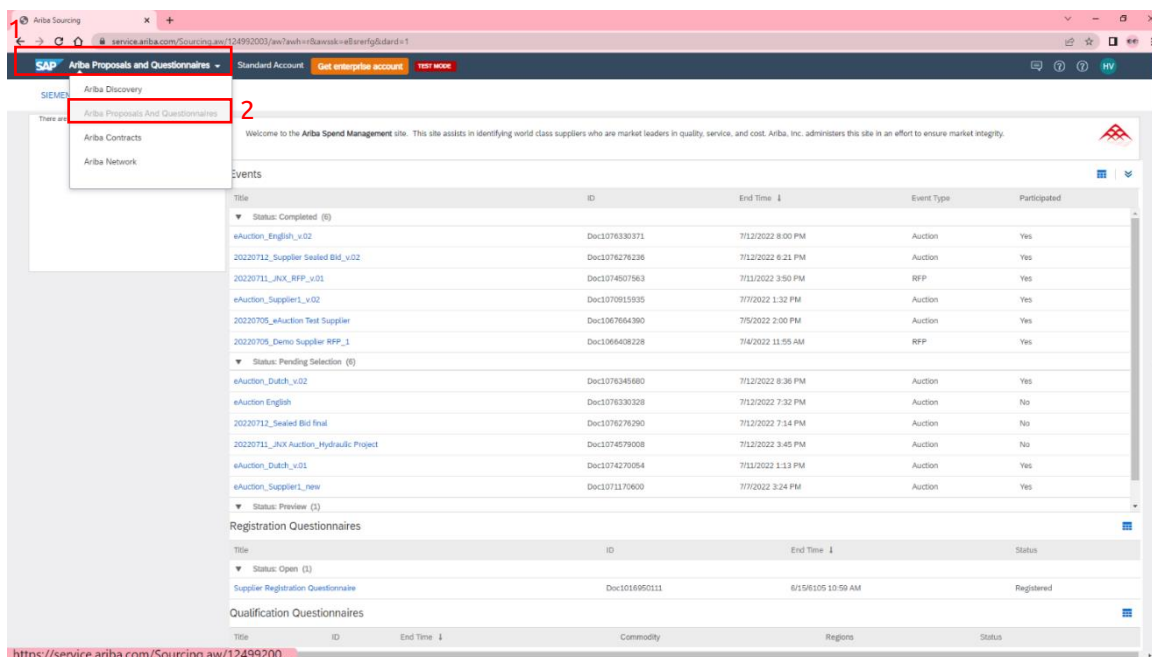 Ariba Sourcing
1
service.ariba.com/Sourcing.aw/124992003/aw?awh=r&awssk=eBsrerfg&dard=1
SAP Ariba Proposals and Questionnaires Standard Account Get enterprise account TEST MODE HV
Ariba Discovery
SIEMEN
Ariba Proposals And Questionnaires 2
There are
Ariba Contracts
Ariba Network
Welcome to the Ariba Spend Management site. This site assists in identifying world class suppliers who are market leaders in quality, service, and cost. Ariba, Inc. administers this site in an effort to ensure market integrity.
Events
Title ID End Time ↓ Event Type Participated
▼ Status: Completed (6)
eAuction_English_v.02 Doc1076330371 7/12/2022 8:00 PM Auction Yes
20220712_Supplier Sealed Bid_v.02 Doc1076276236 7/12/2022 6:21 PM Auction Yes
20220711_JNX_RFP_v.01 Doc1074507563 7/11/2022 3:50 PM RFP Yes
eAuction_Supplier1_v.02 Doc1070915935 7/7/2022 1:32 PM Auction Yes
20220705_eAuction Test Supplier Doc1067664390 7/5/2022 2:00 PM Auction Yes
20220705_Demo Supplier RFP_1 Doc1066408228 7/4/2022 11:55 AM RFP Yes
▼ Status: Pending Selection (6)
eAuction_Dutch_v.02 Doc1076345680 7/12/2022 8:36 PM Auction Yes
eAuction English Doc1076330328 7/12/2022 7:32 PM Auction No
20220712_Sealed Bid final Doc1076276290 7/12/2022 7:14 PM Auction No
20220711_JNX Auction_Hydraulic Project Doc1074579008 7/12/2022 3:45 PM Auction No
eAuction_Dutch_v.01 Doc1074270054 7/11/2022 1:13 PM Auction Yes
eAuction_Supplier1_new Doc1071170600 7/7/2022 3:24 PM Auction Yes
▼ Status: Preview (1)
Registration Questionnaires
Title ID End Time ↓ Status
▼ Status: Open (1)
Supplier Registration Questionnaire Doc1016950111 6/15/6105 10:59 AM Registered
Qualification Questionnaires
Title ID End Time ↓ Commodity Regions Status
https://service.ariba.com/Sourcing.aw/12499200